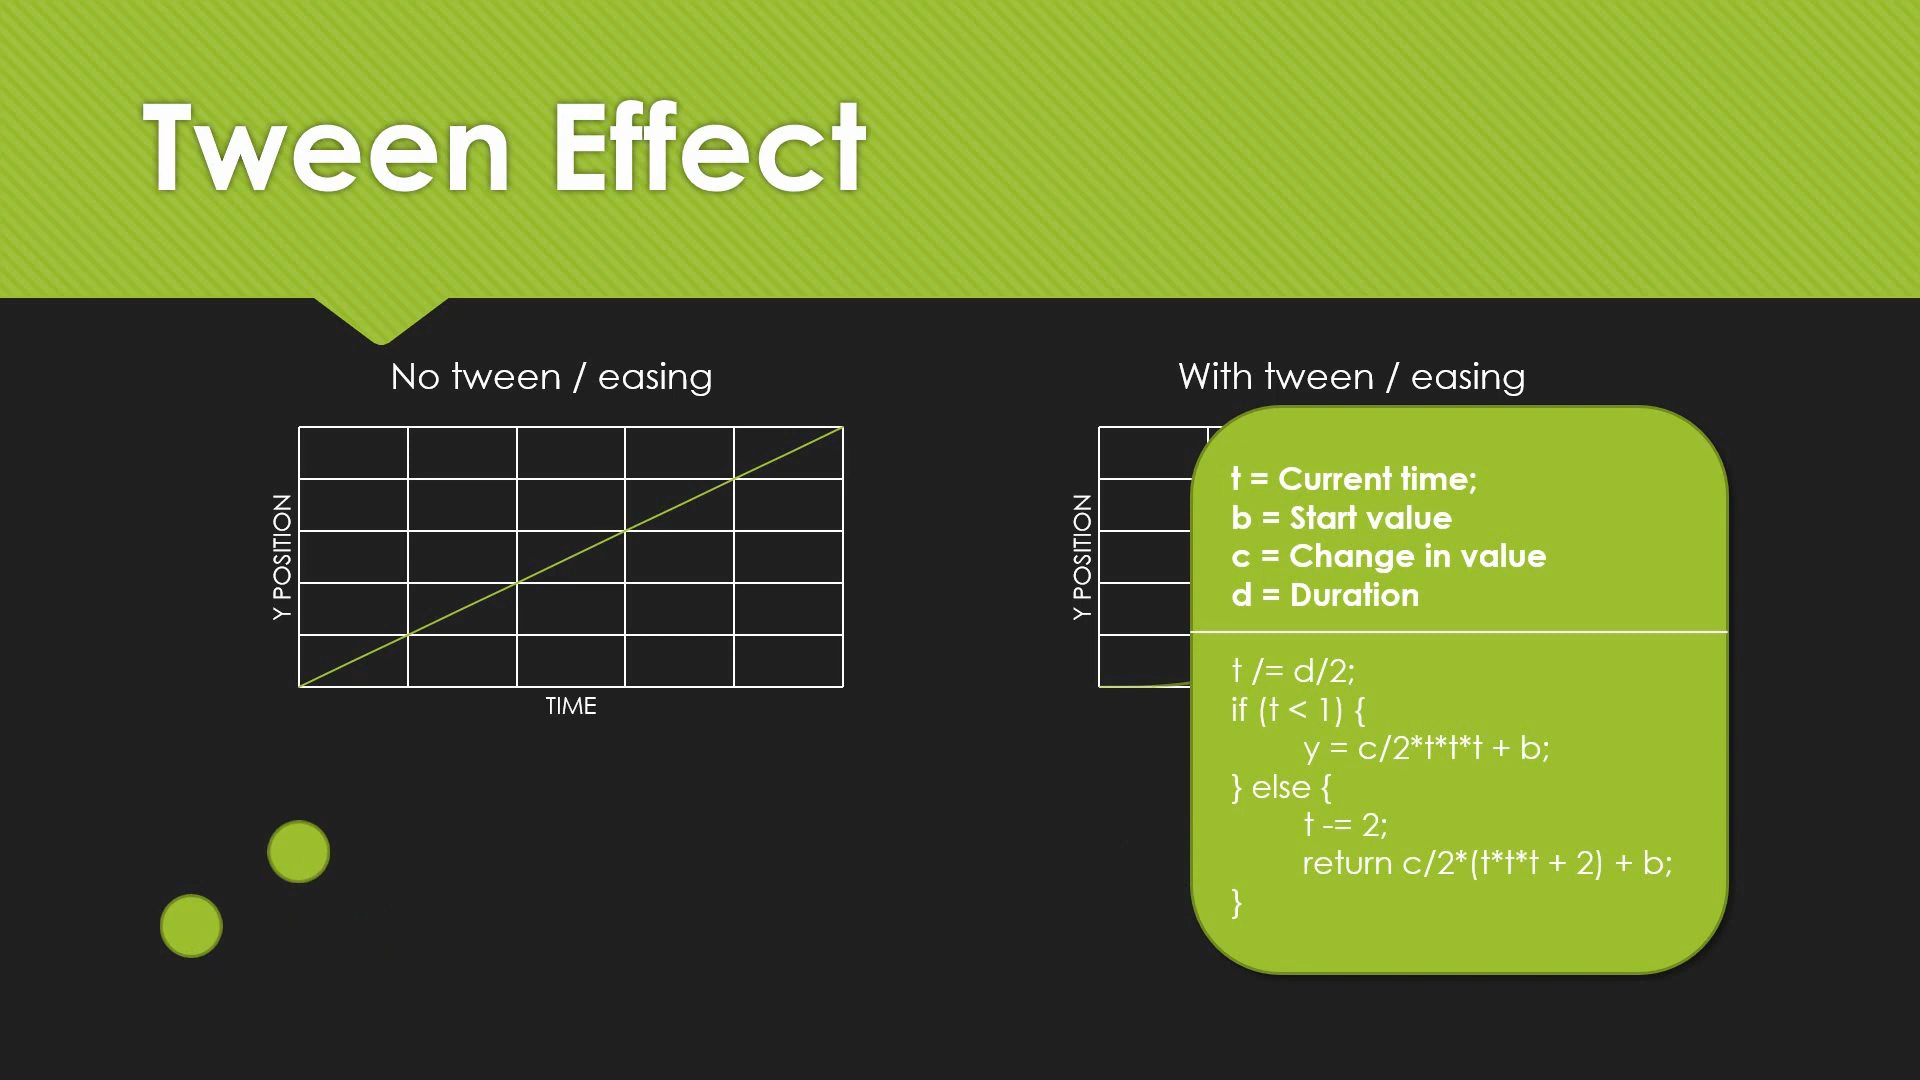 Tween Effect
No tween / easing
Y POSITION
TIME
With tween / easing
Y POSITION
t = Current time;
b = Start value
c = Change in value
d = Duration
t /= d/2;
if (t < 1) {
y = c/2*t*t*t + b;
} else {
t -= 2;
return c/2*(t*t*t + 2) + b;
}